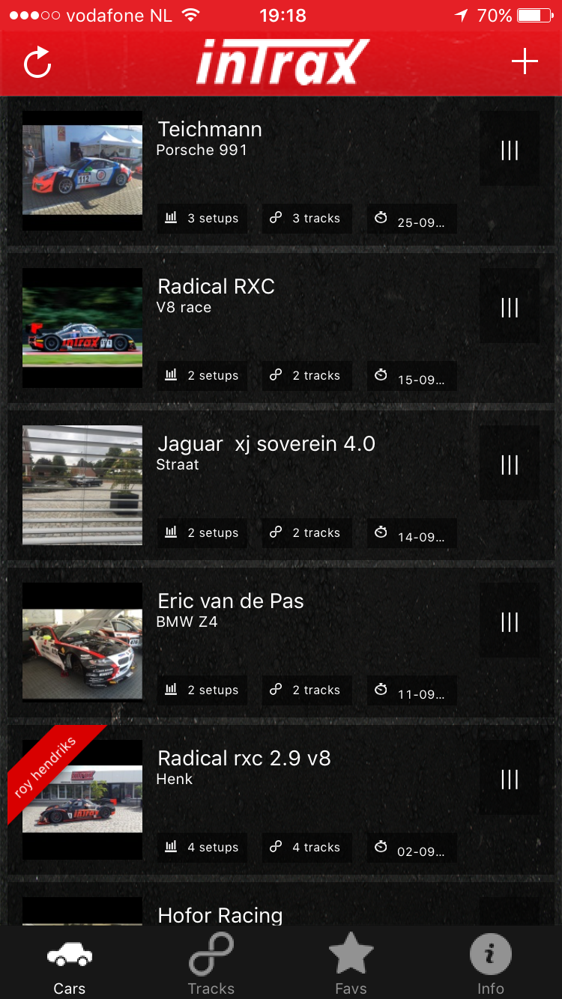 vodafone NL 19:18 70%
inTrax
Teichmann
Porsche 991
112
3 setups 3 tracks 25-09...
Radical RXC
V8 race
inTrax
2 setups 2 tracks 15-09...
Jaguar  xj soverein 4.0
Straat
2 setups 2 tracks 14-09...
Eric van de Pas
BMW Z4
2 setups 2 tracks 11-09...
roy hendriks
Radical rxc 2.9 v8
Henk
inTrax
4 setups 4 tracks 02-09...
Hofor Racing
Cars Tracks Favs Info